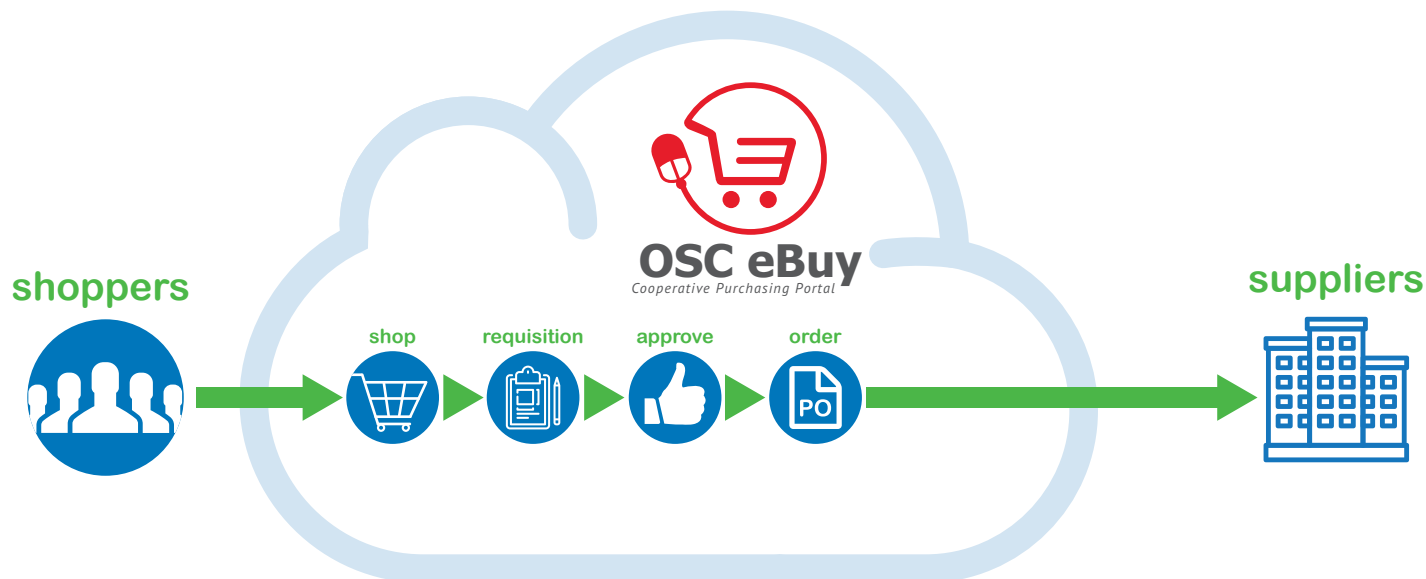 OSC eBuy
Cooperative Purchasing Portal
shoppers
suppliers
shop
requisition
approve
order
PO